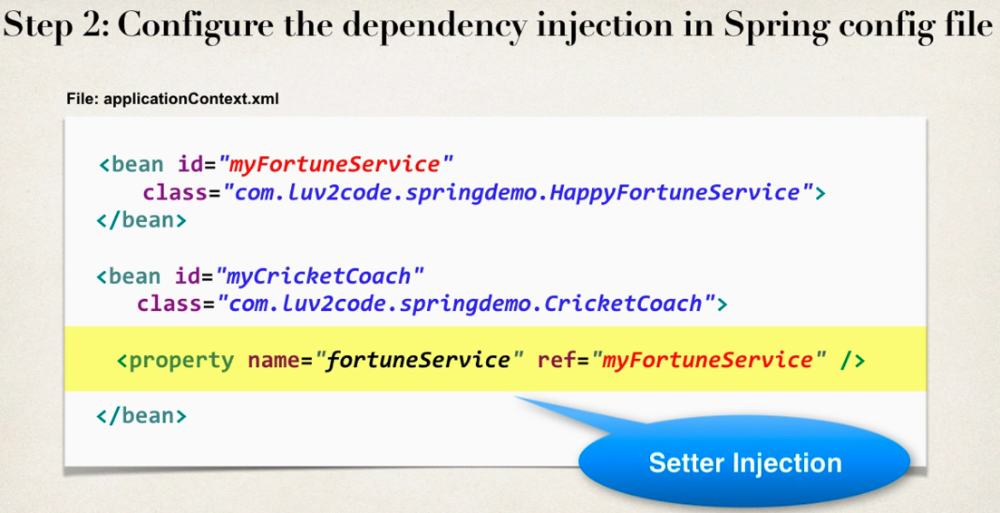 Step 2: Configure the dependency injection in Spring config file
File: applicationContext.xml
<bean id="myFortuneService"
class="com.luv2code.springdemo.HappyFortuneService">
</bean>
<bean id="myCricketCoach"
class="com.luv2code.springdemo.CricketCoach">
<property name="fortuneService" ref="myFortuneService" />
</bean>
Setter Injection